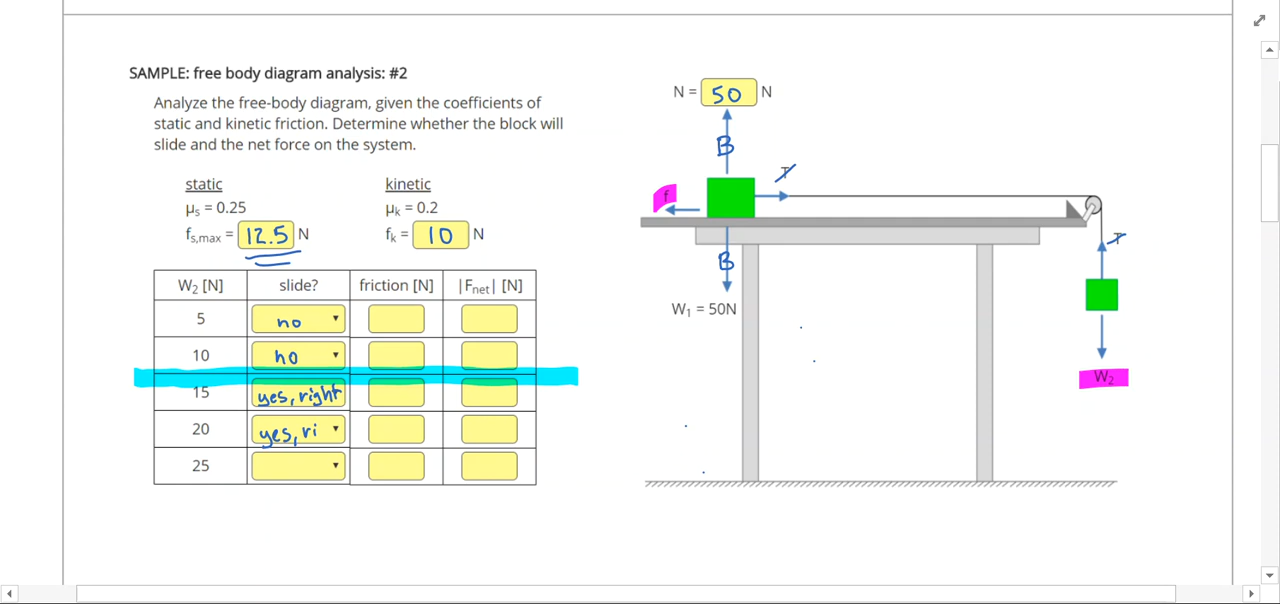 SAMPLE: free body diagram analysis: #2
Analyze the free-body diagram, given the coefficients of
static and kinetic friction. Determine whether the block will
slide and the net force on the system.
static kinetic
μs = 0.25 μk = 0.2
fs,max = 12.5 N fk = 10 N
W2 [N] slide? friction [N] |Fnet| [N]
5 no
10 no
15 yes, right
20 yes, ri
25
N = 50 N
B
T
f
B
W1 = 50N
T
W2